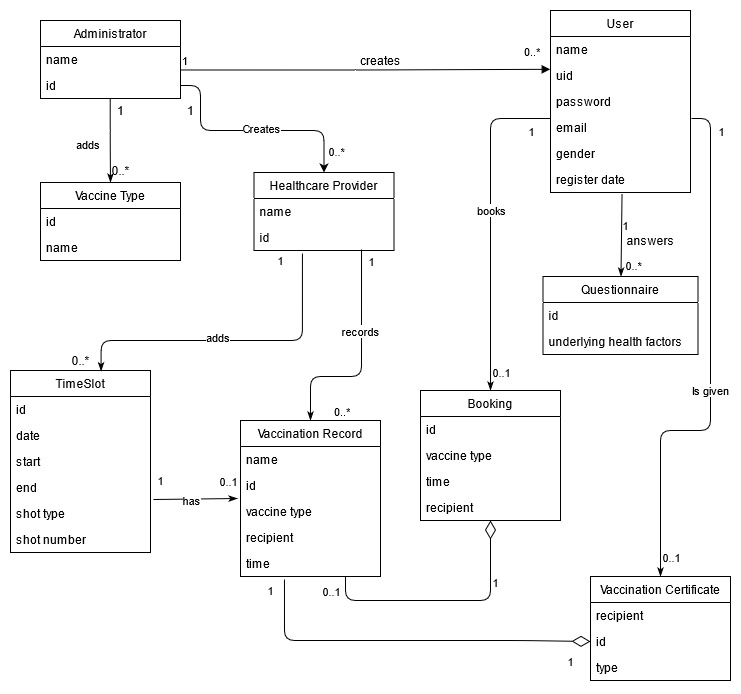 Administrator
name
id
1
creates
0..*
User
name
uid
password
email
gender
register date
1
adds
0..*
1
Creates
0..*
Vaccine Type
id
name
Healthcare Provider
name
id
1
books
0..1
1
answers
0..*
1
Is given
0..1
Questionnaire
id
underlying health factors
1
adds
0..*
1
records
0..*
TimeSlot
id
date
start
end
shot type
shot number
1
has
0..1
Vaccination Record
name
id
vaccine type
recipient
time
Booking
id
vaccine type
time
recipient
1
0..1
1
1
Vaccination Certificate
recipient
id
type